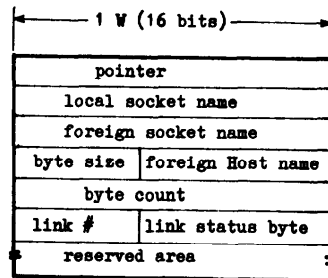 1 W (16 bits)
pointer
local socket name
foreign socket name
byte size foreign Host name
byte count
link # link status byte
reserved area